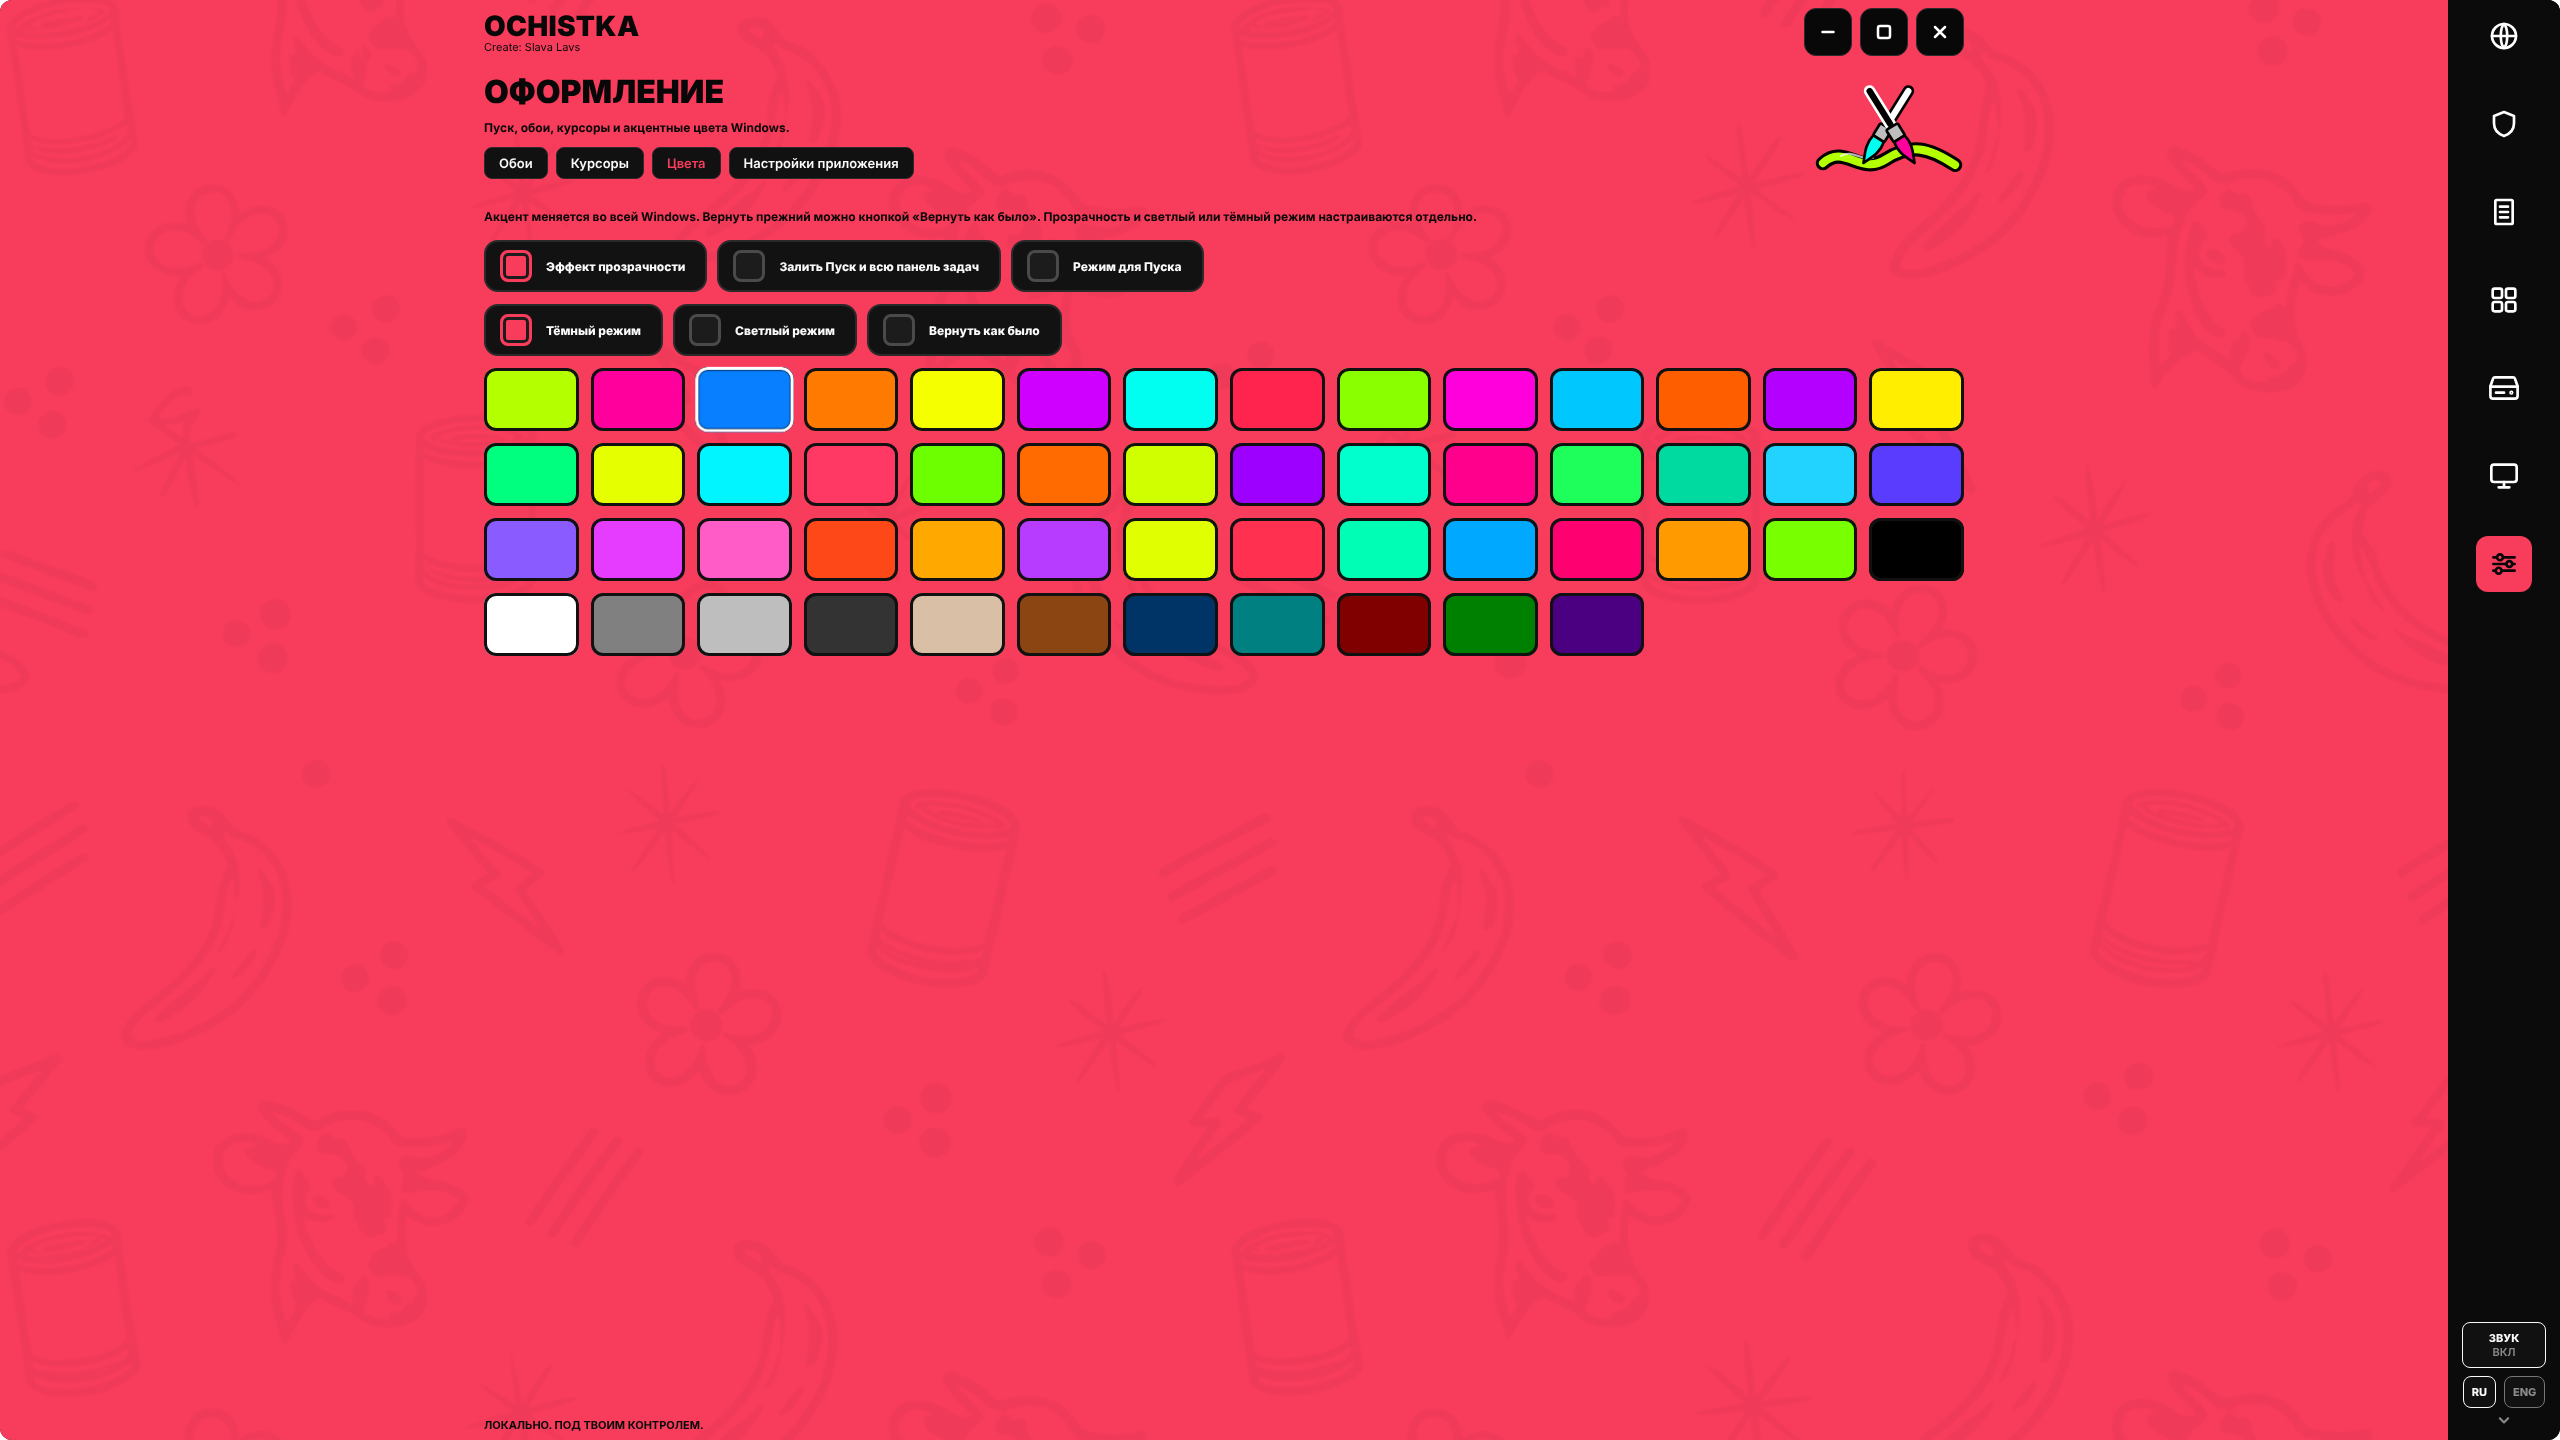 OCHISTKA
Create: Slava Lavs
ОФОРМЛЕНИЕ
Пуск, обои, курсоры и акцентные цвета Windows.
Обои
Курсоры
Цвета
Настройки приложения
Акцент меняется во всей Windows. Вернуть прежний можно кнопкой «Вернуть как было». Прозрачность и светлый или тёмный режим настраиваются отдельно.
Эффект прозрачности
Залить Пуск и всю панель задач
Режим для Пуска
Тёмный режим
Светлый режим
Вернуть как было
ЗВУК
ВКЛ
RU
ENG
ЛОКАЛЬНО. ПОД ТВОИМ КОНТРОЛЕМ.